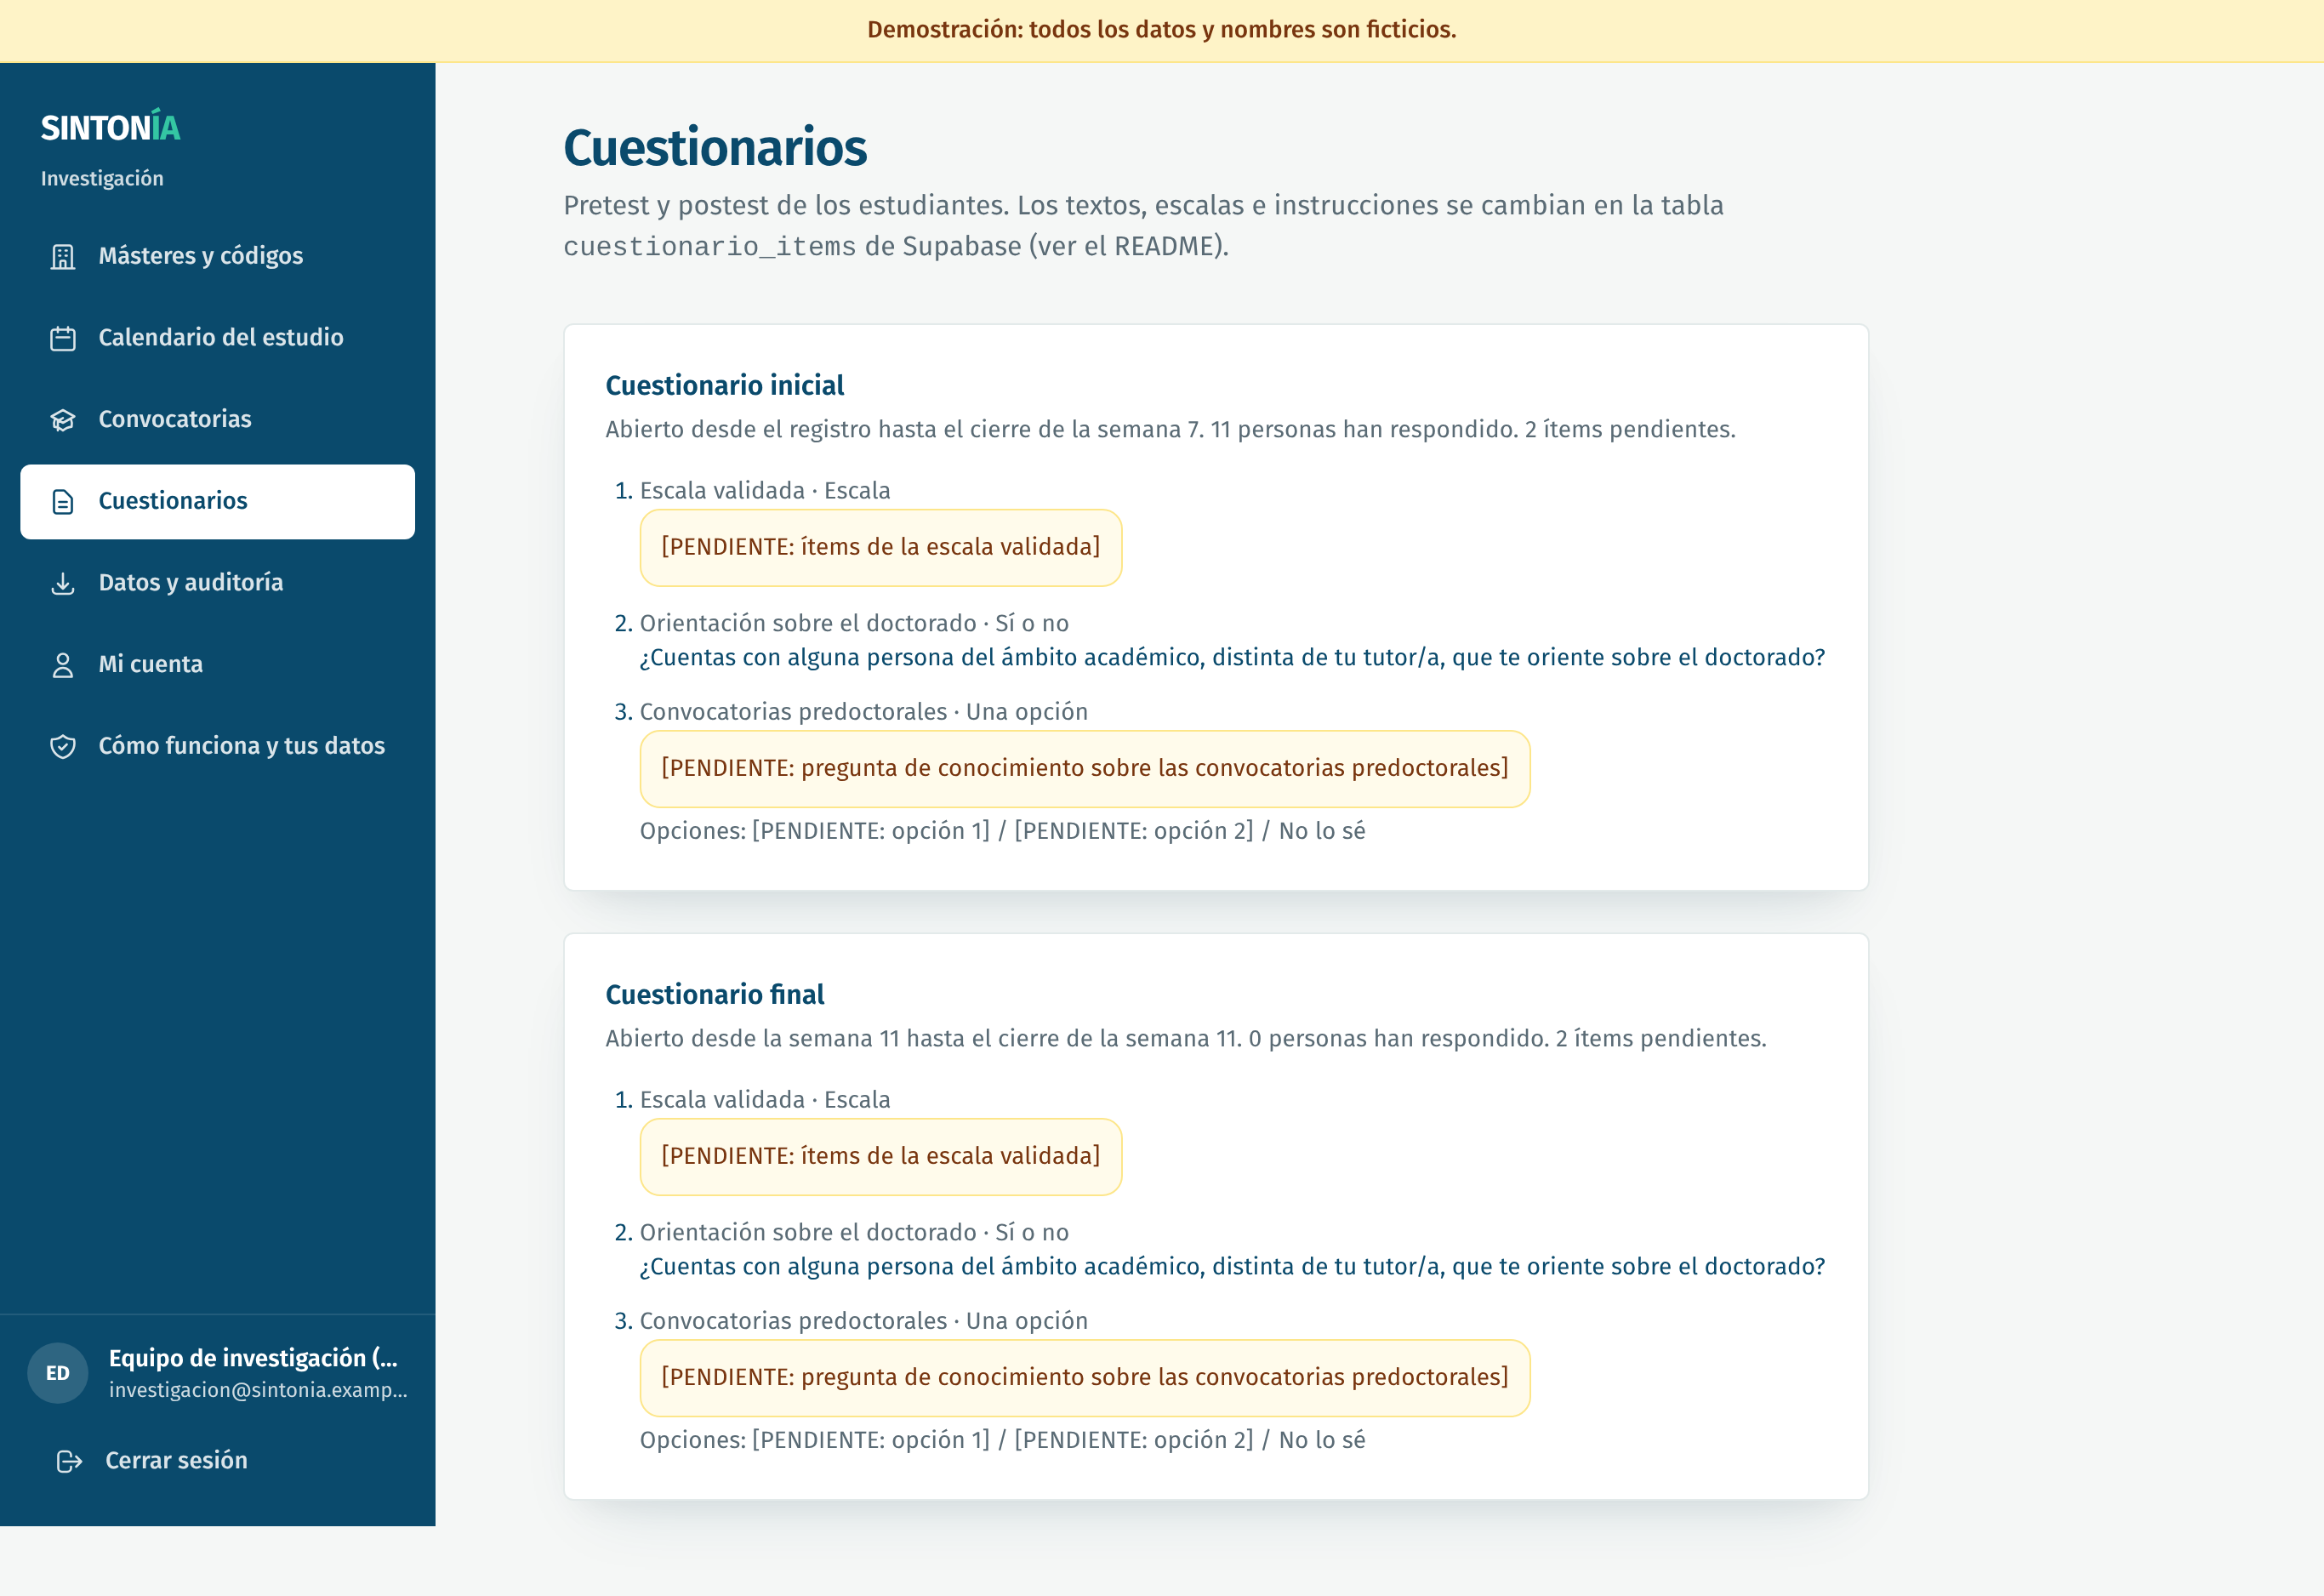 Demostración: todos los datos y nombres son ficticios.
SINTONÍA
Investigación
Másteres y códigos
Calendario del estudio
Convocatorias
Cuestionarios
Datos y auditoría
Mi cuenta
Cómo funciona y tus datos
ED
Equipo de investigación (...
investigacion@sintonia.examp...
Cerrar sesión
Cuestionarios
Pretest y postest de los estudiantes. Los textos, escalas e instrucciones se cambian en la tabla
cuestionario_items de Supabase (ver el README).
Cuestionario inicial
Abierto desde el registro hasta el cierre de la semana 7. 11 personas han respondido. 2 ítems pendientes.
1. Escala validada · Escala
[PENDIENTE: ítems de la escala validada]
2. Orientación sobre el doctorado · Sí o no
¿Cuentas con alguna persona del ámbito académico, distinta de tu tutor/a, que te oriente sobre el doctorado?
3. Convocatorias predoctorales · Una opción
[PENDIENTE: pregunta de conocimiento sobre las convocatorias predoctorales]
Opciones: [PENDIENTE: opción 1] / [PENDIENTE: opción 2] / No lo sé
Cuestionario final
Abierto desde la semana 11 hasta el cierre de la semana 11. 0 personas han respondido. 2 ítems pendientes.
1. Escala validada · Escala
[PENDIENTE: ítems de la escala validada]
2. Orientación sobre el doctorado · Sí o no
¿Cuentas con alguna persona del ámbito académico, distinta de tu tutor/a, que te oriente sobre el doctorado?
3. Convocatorias predoctorales · Una opción
[PENDIENTE: pregunta de conocimiento sobre las convocatorias predoctorales]
Opciones: [PENDIENTE: opción 1] / [PENDIENTE: opción 2] / No lo sé